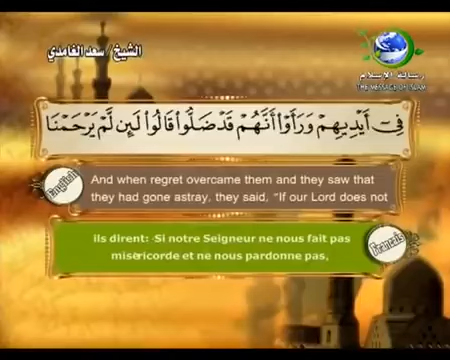 الشيخ/ سعد الغامدي
رسالة الإسلام
THE MESSAGE OF ISLAM
فِىٓ أَيْدِيهِمْ وَرَأَوْا۟ أَنَّهُمْ قَدْ ضَلُّوا۟ قَالُوا۟ لَئِن لَّمْ يَرْحَمْنَا
English
And when regret overcame them and they saw that
they had gone astray, they said, "If our Lord does not
ils dirent: Si notre Seigneur ne nous fait pas
miséricorde et ne nous pardonne pas,
Francais